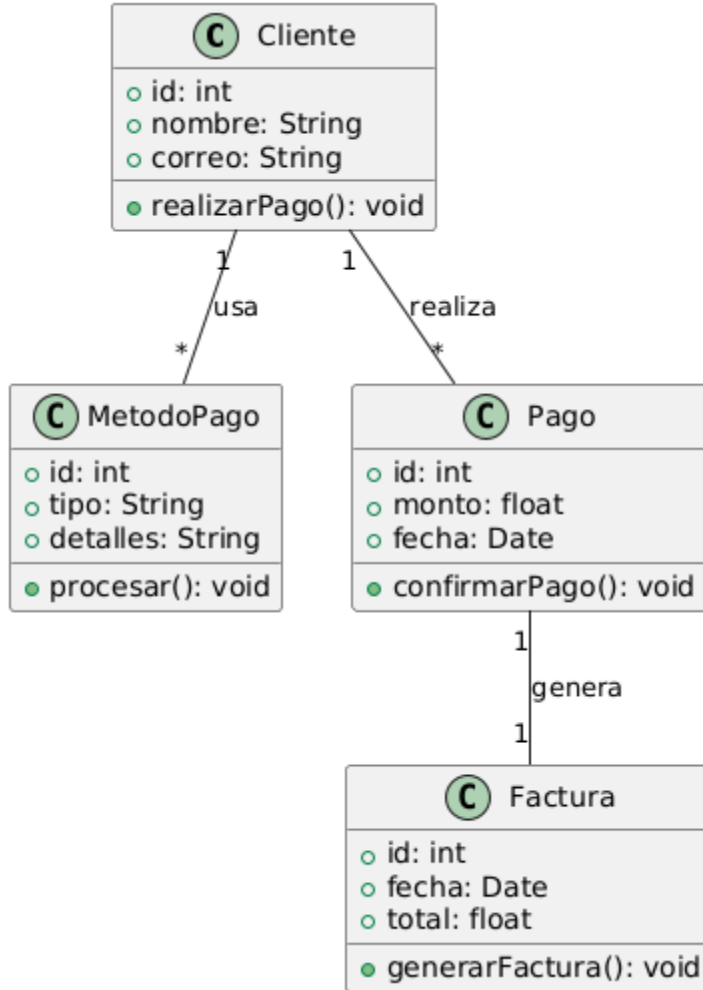 C Cliente
id: int
nombre: String
correo: String
realizarPago(): void
1 1
usa realiza
* *
C MetodoPago
id: int
tipo: String
detalles: String
procesar(): void
C Pago
id: int
monto: float
fecha: Date
confirmarPago(): void
1
genera
1
C Factura
id: int
fecha: Date
total: float
generarFactura(): void